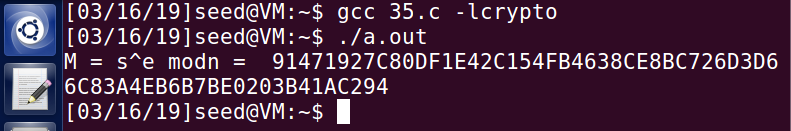 [03/16/19]seed@VM:~$ gcc 35.c -lcrypto
[03/16/19]seed@VM:~$ ./a.out
M = s^e modn =  91471927C80DF1E42C154FB4638CE8BC726D3D6
6C83A4EB6B7BE0203B41AC294
[03/16/19]seed@VM:~$